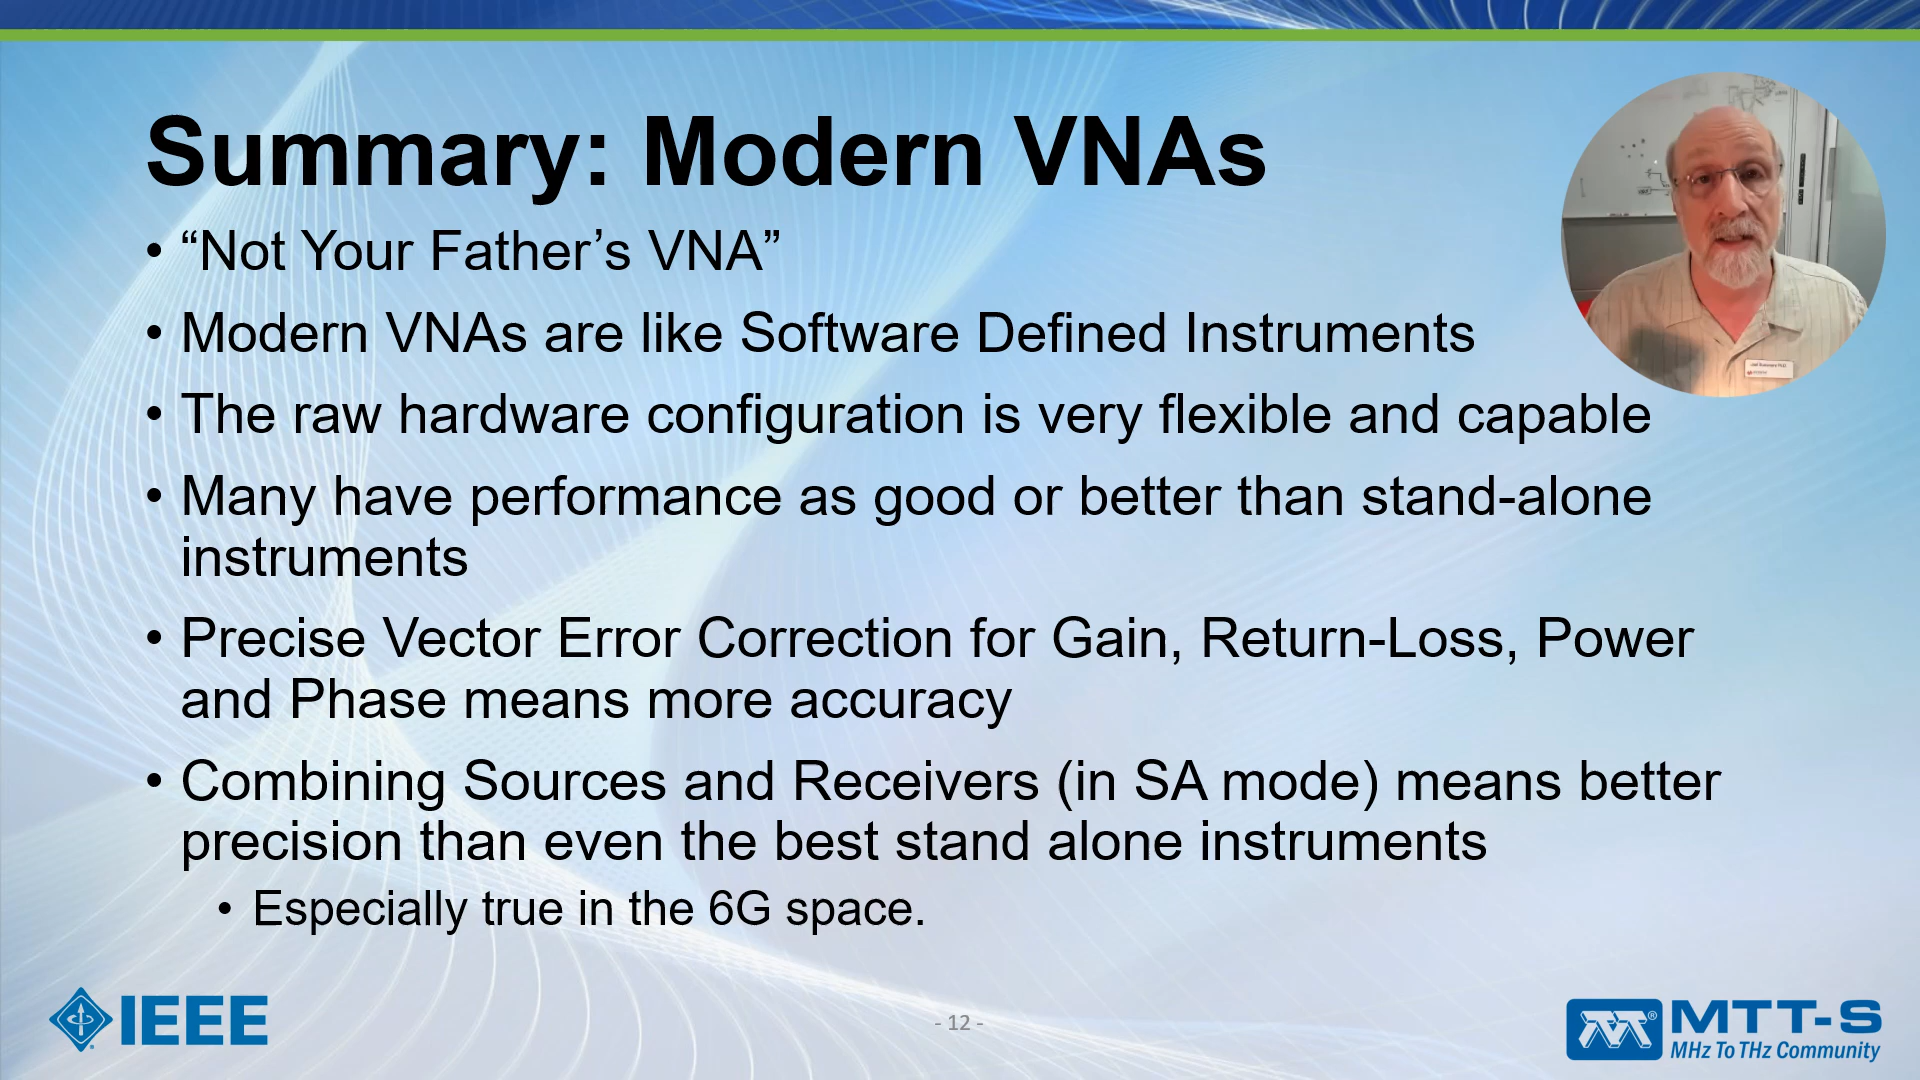 Summary: Modern VNAs
• “Not Your Father’s VNA”
• Modern VNAs are like Software Defined Instruments
• The raw hardware configuration is very flexible and capable
• Many have performance as good or better than stand-alone
instruments
• Precise Vector Error Correction for Gain, Return-Loss, Power
and Phase means more accuracy
• Combining Sources and Receivers (in SA mode) means better
precision than even the best stand alone instruments
• Especially true in the 6G space.
IEEE
- 12 -
® MTT-S
MHz To THz Community